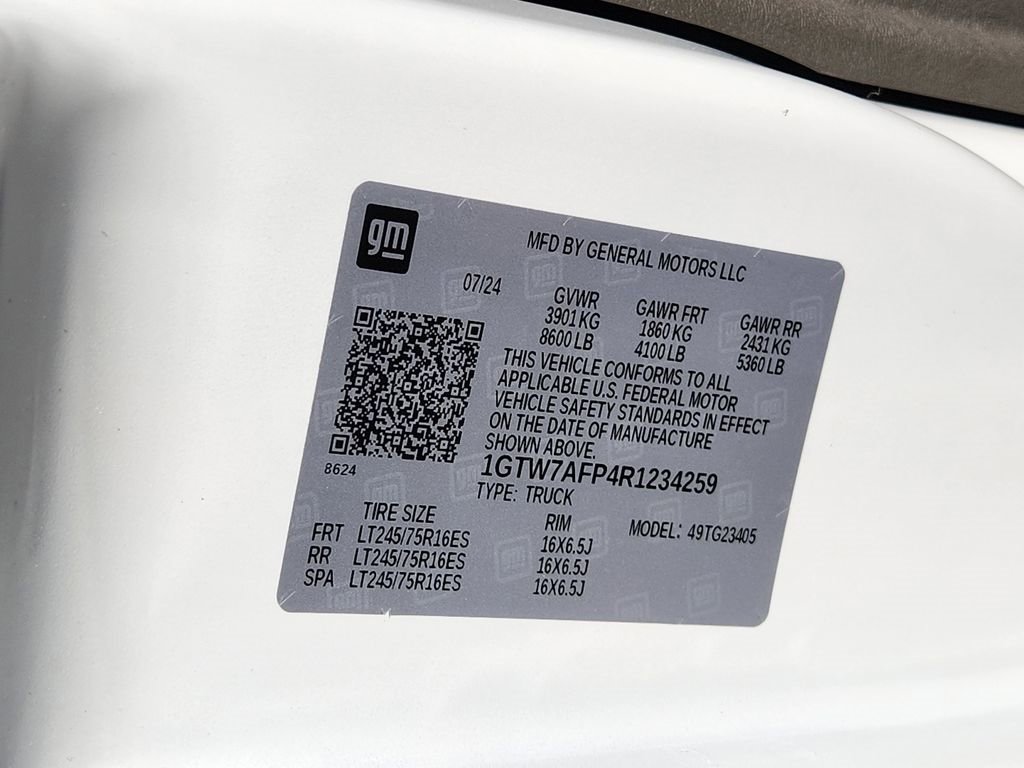 gm
MFD BY GENERAL MOTORS LLC
07/24
GVWR GAWR FRT GAWR RR
3901 KG 1860 KG 2431 KG
8600 LB 4100 LB 5360 LB
THIS VEHICLE CONFORMS TO ALL
APPLICABLE U.S. FEDERAL MOTOR
VEHICLE SAFETY STANDARDS IN EFFECT
ON THE DATE OF MANUFACTURE
SHOWN ABOVE.
8624
1GTW7AFP4R1234259
TYPE: TRUCK
TIRE SIZE RIM MODEL: 49TG23405
FRT LT245/75R16ES 16X6.5J
RR LT245/75R16ES 16X6.5J
SPA LT245/75R16ES 16X6.5J